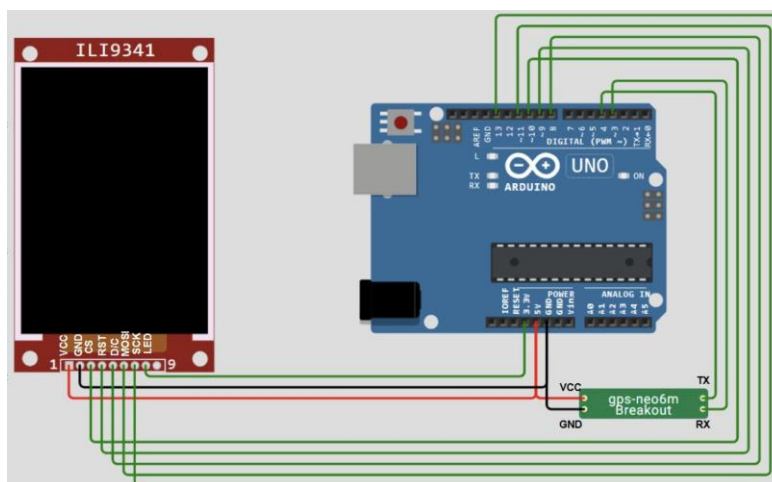 ILI9341
VCC
GND
CS
RST
D/C
MOSI
SCK
LED
1
9
AREF
GND
13
12
~11
~10
~9
8
7
~6
~5
4
~3
2
TX→1
RX←0
DIGITAL (PWM ~)
L
TX
RX
UNO
ARDUINO
ON
IOREF
RESET
3.3V
5V
GND
GND
Vin
POWER
ANALOG IN
A0
A1
A2
A3
A4
A5
VCC
GND
gps-neo6m
Breakout
TX
RX